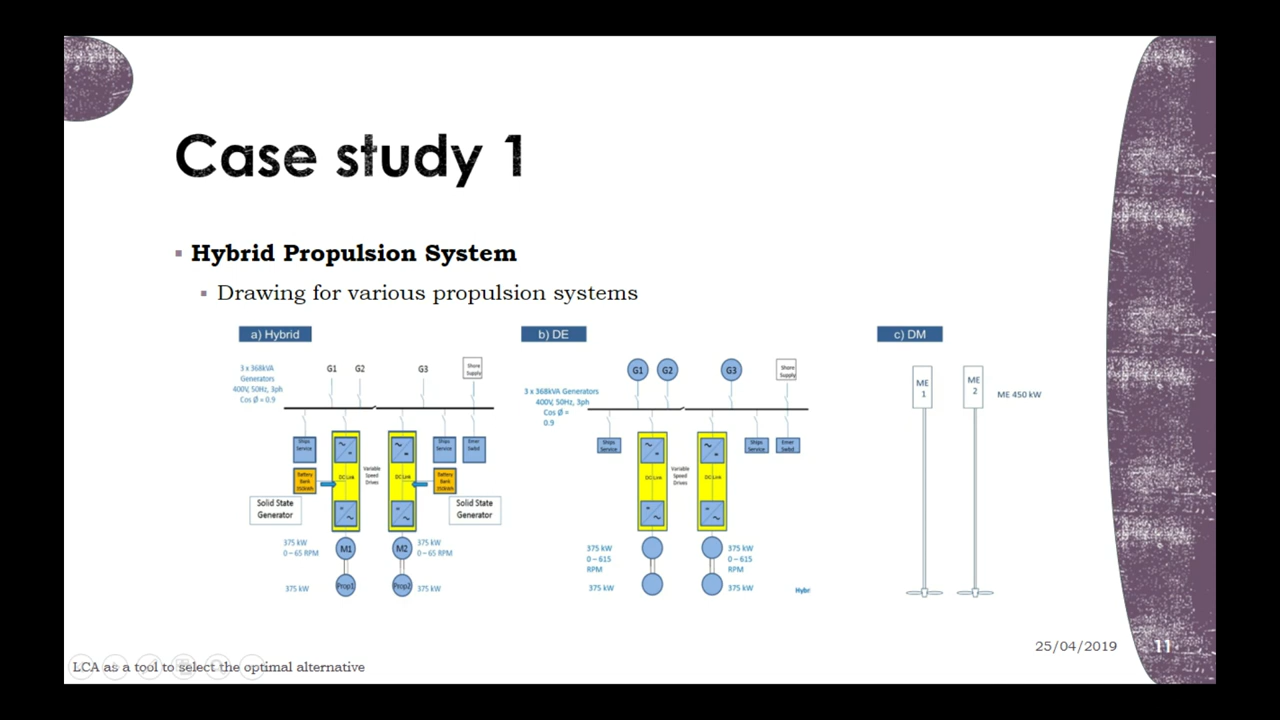 Case study 1
Hybrid Propulsion System
Drawing for various propulsion systems
a) Hybrid
3 x 368kVA
Generators
400V, 50Hz, 3ph
Cos Ø = 0.9
G1
G2
G3
Shore
Supply
Ships
Service
Ships
Service
Emer
Swbd
Battery
Bank
350kWh
DC Link
Variable
Speed
Drives
DC Link
Battery
Bank
350kWh
Solid State
Generator
Solid State
Generator
375 kW
0 – 65 RPM
M1
M2
375 kW
0 – 65 RPM
375 kW
Prop1
Prop2
375 kW
b) DE
3 x 368kVA Generators
400V, 50Hz, 3ph
Cos Ø =
0.9
G1
G2
G3
Shore
Supply
Ships
Service
Ships
Service
Emer
Swbd
DC Link
Variable
Speed
Drives
DC Link
375 kW
0 – 615
RPM
375 kW
0 – 615
RPM
375 kW
375 kW
Hybr
c) DM
ME
1
ME
2
ME 450 kW
25/04/2019
11
LCA as a tool to select the optimal alternative